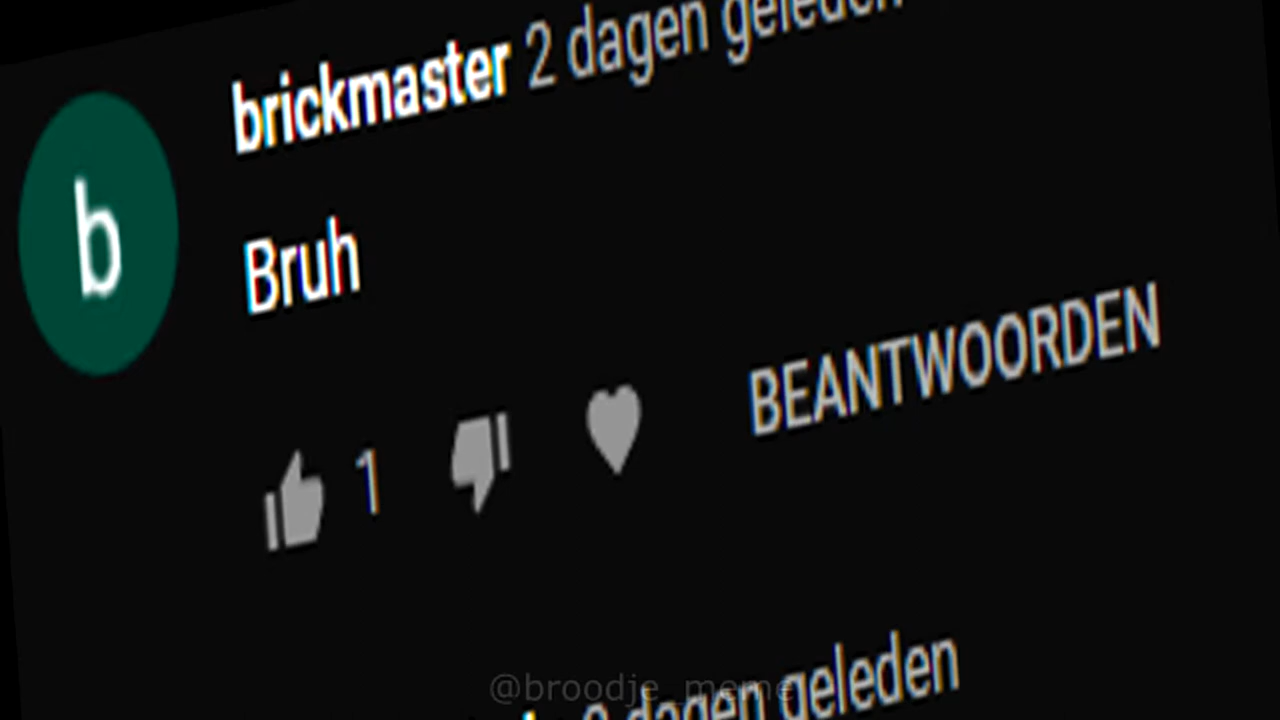 brickmaster 2 dagen geleden
b
Bruh
1
BEANTWOORDEN
dagen geleden
@broodje_meme